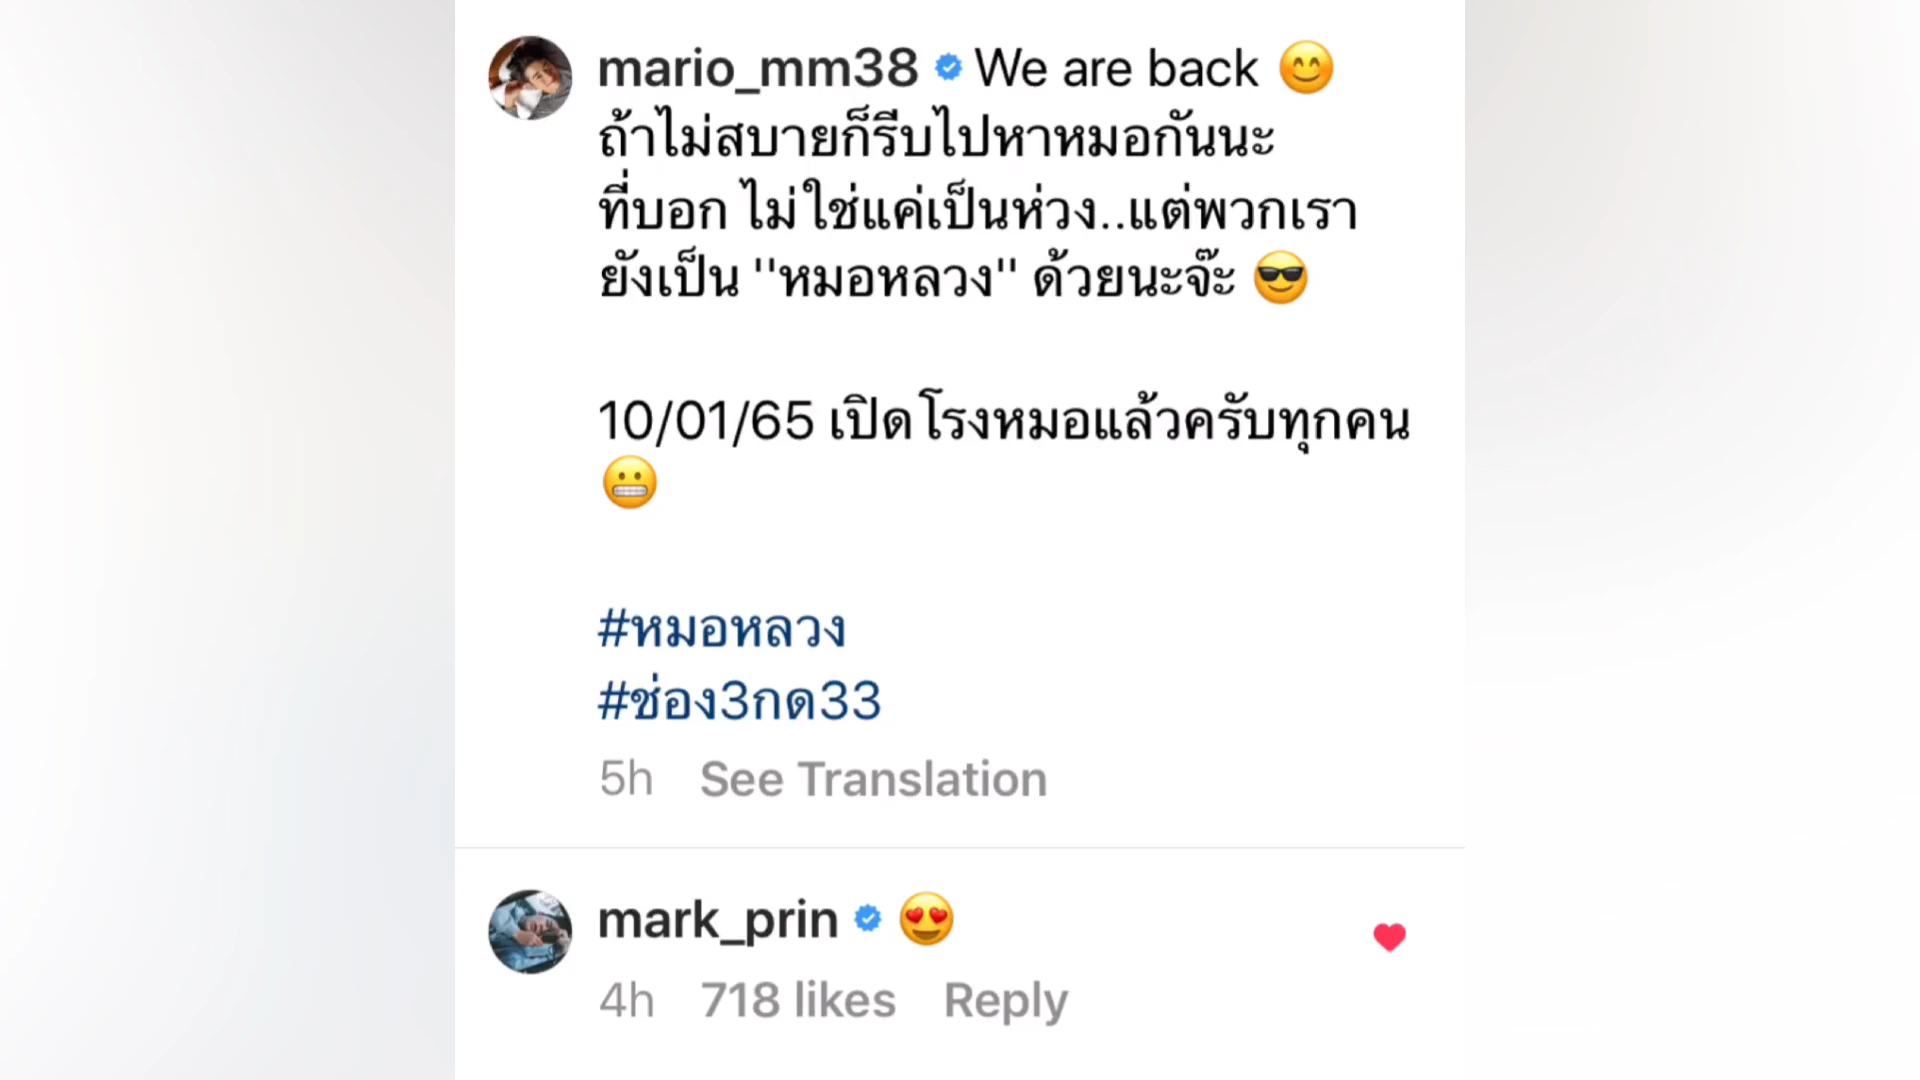 mario_mm38 We are back 😊
ถ้าไม่สบายก็รีบไปหาหมอกันนะ
ที่บอก ไม่ใช่แค่เป็นห่วง..แต่พวกเรา
ยังเป็น "หมอหลวง" ด้วยนะจ๊ะ 😎
10/01/65 เปิดโรงหมอแล้วครับทุกคน
😬
#หมอหลวง
#ช่อง3กด33
5h See Translation
mark_prin 😍
4h 718 likes Reply